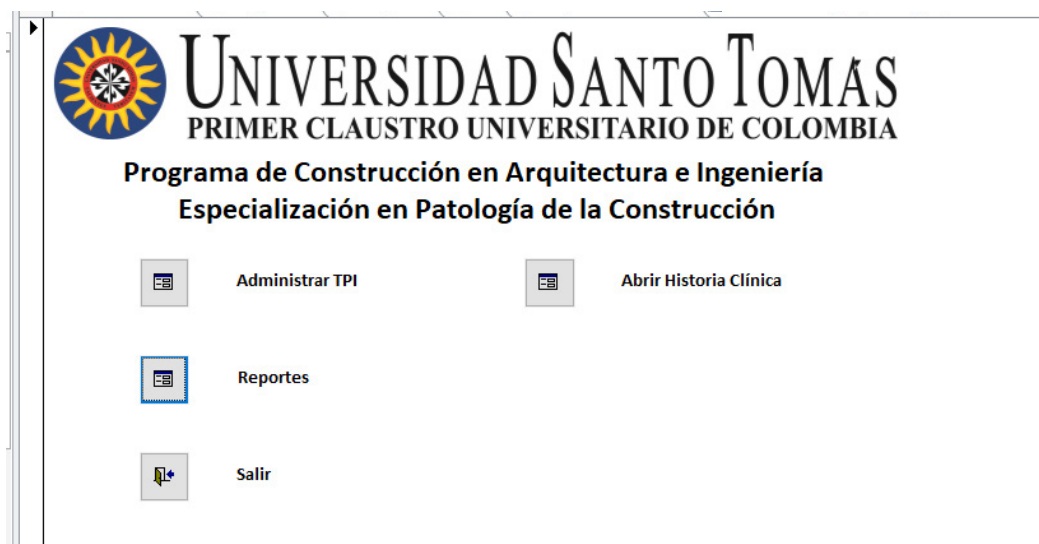 UNIVERSIDAD SANTO TOMÁS
PRIMER CLAUSTRO UNIVERSITARIO DE COLOMBIA
Programa de Construcción en Arquitectura e Ingeniería
Especialización en Patología de la Construcción
Administrar TPI
Abrir Historia Clínica
Reportes
Salir